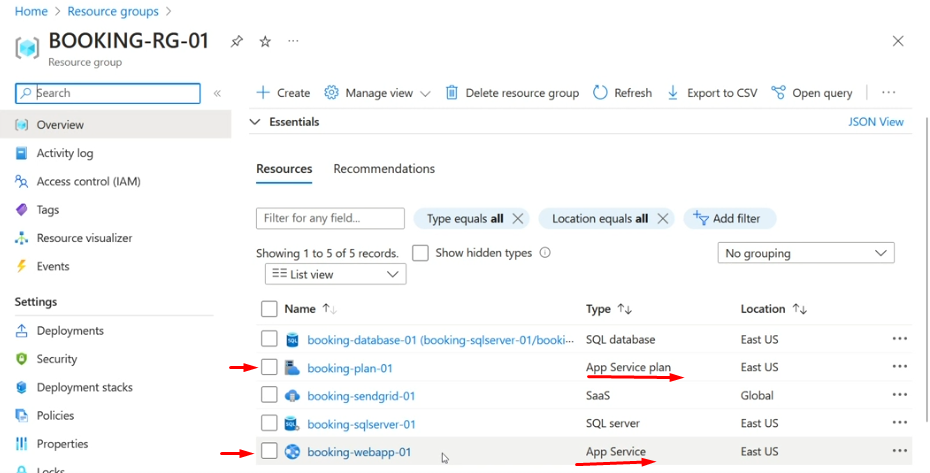 Home > Resource groups >
BOOKING-RG-01
Resource group
Search
Overview
Activity log
Access control (IAM)
Tags
Resource visualizer
Events
Settings
Deployments
Security
Deployment stacks
Policies
Properties
Locks
Create Manage view Delete resource group Refresh Export to CSV Open query ...
Essentials JSON View
Resources Recommendations
Filter for any field... Type equals all Location equals all Add filter
Showing 1 to 5 of 5 records. Show hidden types No grouping
List view
Name Type Location
booking-database-01 (booking-sqlserver-01/booki... SQL database East US
booking-plan-01 App Service plan East US
booking-sendgrid-01 SaaS Global
booking-sqlserver-01 SQL server East US
booking-webapp-01 App Service East US